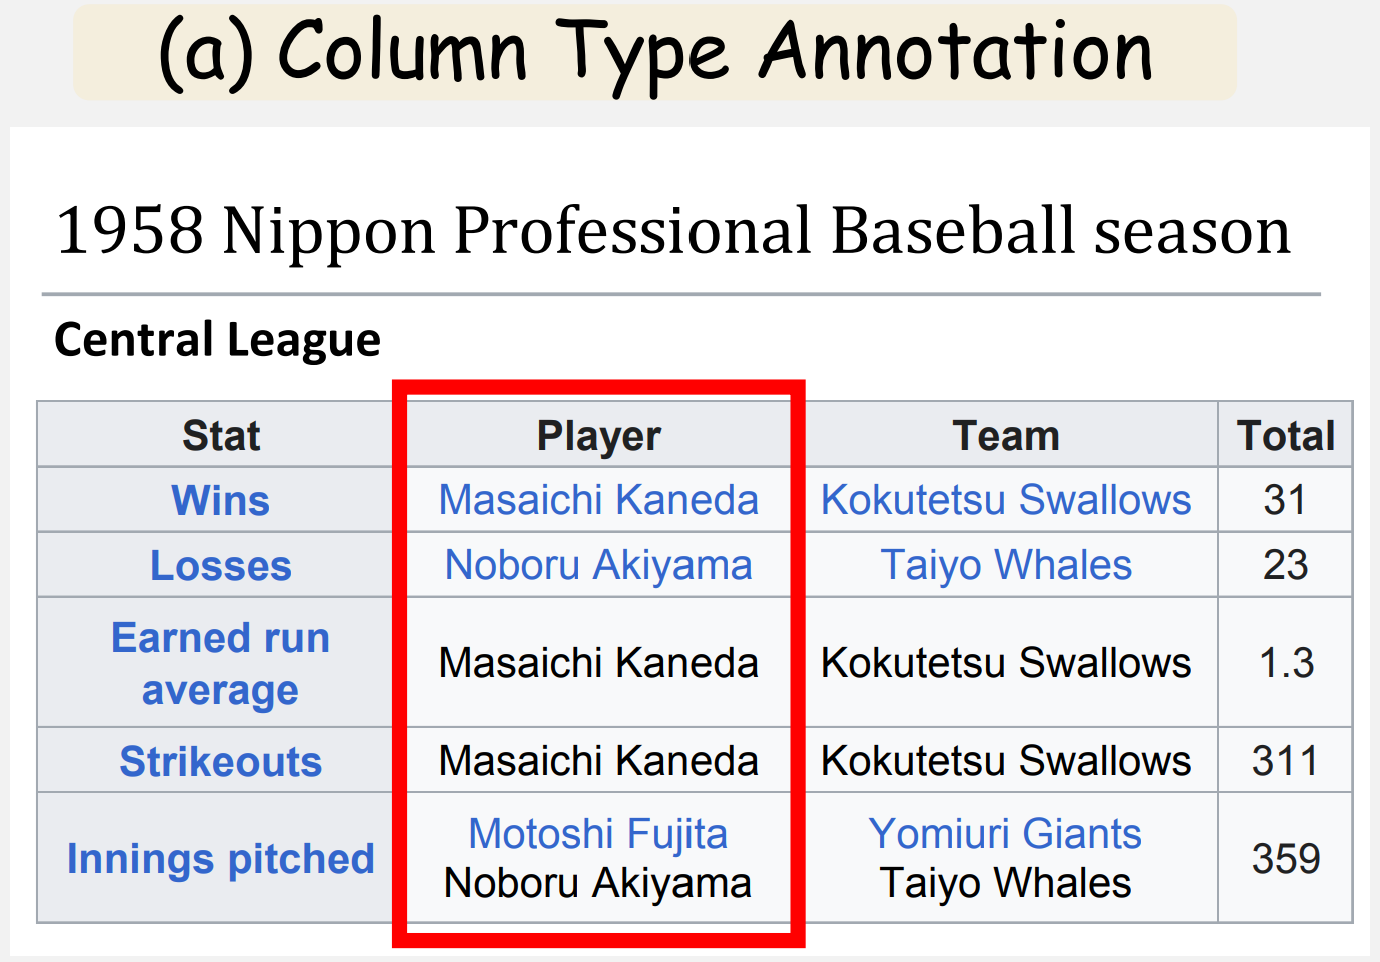 (a) Column Type Annotation
1958 Nippon Professional Baseball season
Central League
Stat Player Team Total
Wins Masaichi Kaneda Kokutetsu Swallows 31
Losses Noboru Akiyama Taiyo Whales 23
Earned run
average Masaichi Kaneda Kokutetsu Swallows 1.3
Strikeouts Masaichi Kaneda Kokutetsu Swallows 311
Innings pitched Motoshi Fujita Yomiuri Giants 359
Noboru Akiyama Taiyo Whales